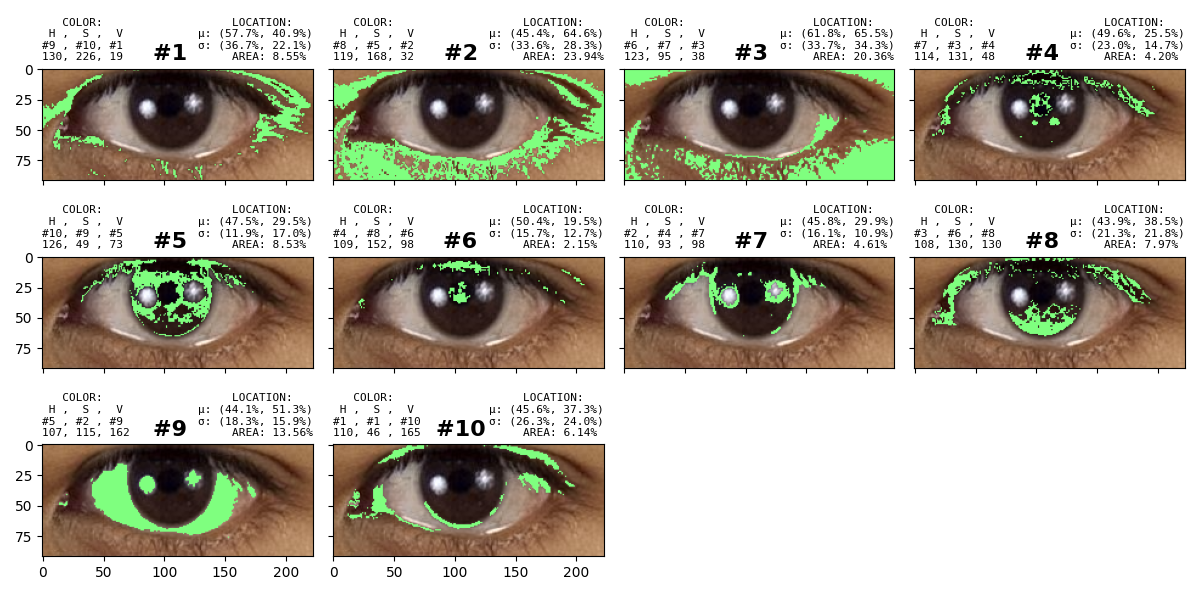 COLOR: LOCATION:
H , S , V μ: (57.7%, 40.9%)
#9 , #10, #1 σ: (36.7%, 22.1%)
130, 226, 19 #1 AREA: 8.55%
COLOR: LOCATION:
H , S , V μ: (45.4%, 64.6%)
#8 , #5 , #2 σ: (33.6%, 28.3%)
119, 168, 32 #2 AREA: 23.94%
COLOR: LOCATION:
H , S , V μ: (61.8%, 65.5%)
#6 , #7 , #3 σ: (33.7%, 34.3%)
123, 95 , 38 #3 AREA: 20.36%
COLOR: LOCATION:
H , S , V μ: (49.6%, 25.5%)
#7 , #3 , #4 σ: (23.0%, 14.7%)
114, 131, 48 #4 AREA: 4.20%
0
25
50
75
COLOR: LOCATION:
H , S , V μ: (47.5%, 29.5%)
#10, #9 , #5 σ: (11.9%, 17.0%)
126, 49 , 73 #5 AREA: 8.53%
COLOR: LOCATION:
H , S , V μ: (50.4%, 19.5%)
#4 , #8 , #6 σ: (15.7%, 12.7%)
109, 152, 98 #6 AREA: 2.15%
COLOR: LOCATION:
H , S , V μ: (45.8%, 29.9%)
#2 , #4 , #7 σ: (16.1%, 10.9%)
110, 93 , 98 #7 AREA: 4.61%
COLOR: LOCATION:
H , S , V μ: (43.9%, 38.5%)
#3 , #6 , #8 σ: (21.3%, 21.8%)
108, 130, 130 #8 AREA: 7.97%
0
25
50
75
COLOR: LOCATION:
H , S , V μ: (44.1%, 51.3%)
#5 , #2 , #9 σ: (18.3%, 15.9%)
107, 115, 162 #9 AREA: 13.56%
COLOR: LOCATION:
H , S , V μ: (45.6%, 37.3%)
#1 , #1 , #10 σ: (26.3%, 24.0%)
110, 46 , 165 #10 AREA: 6.14%
0
25
50
75
0 50 100 150 200
0 50 100 150 200